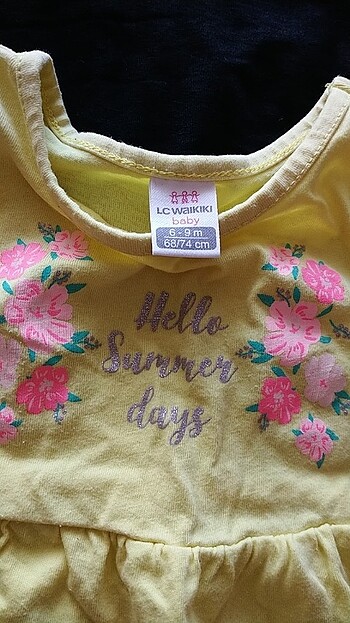 LC WAIKIKI
baby
6 - 9 m
68/74 cm
Hello
Summer
days